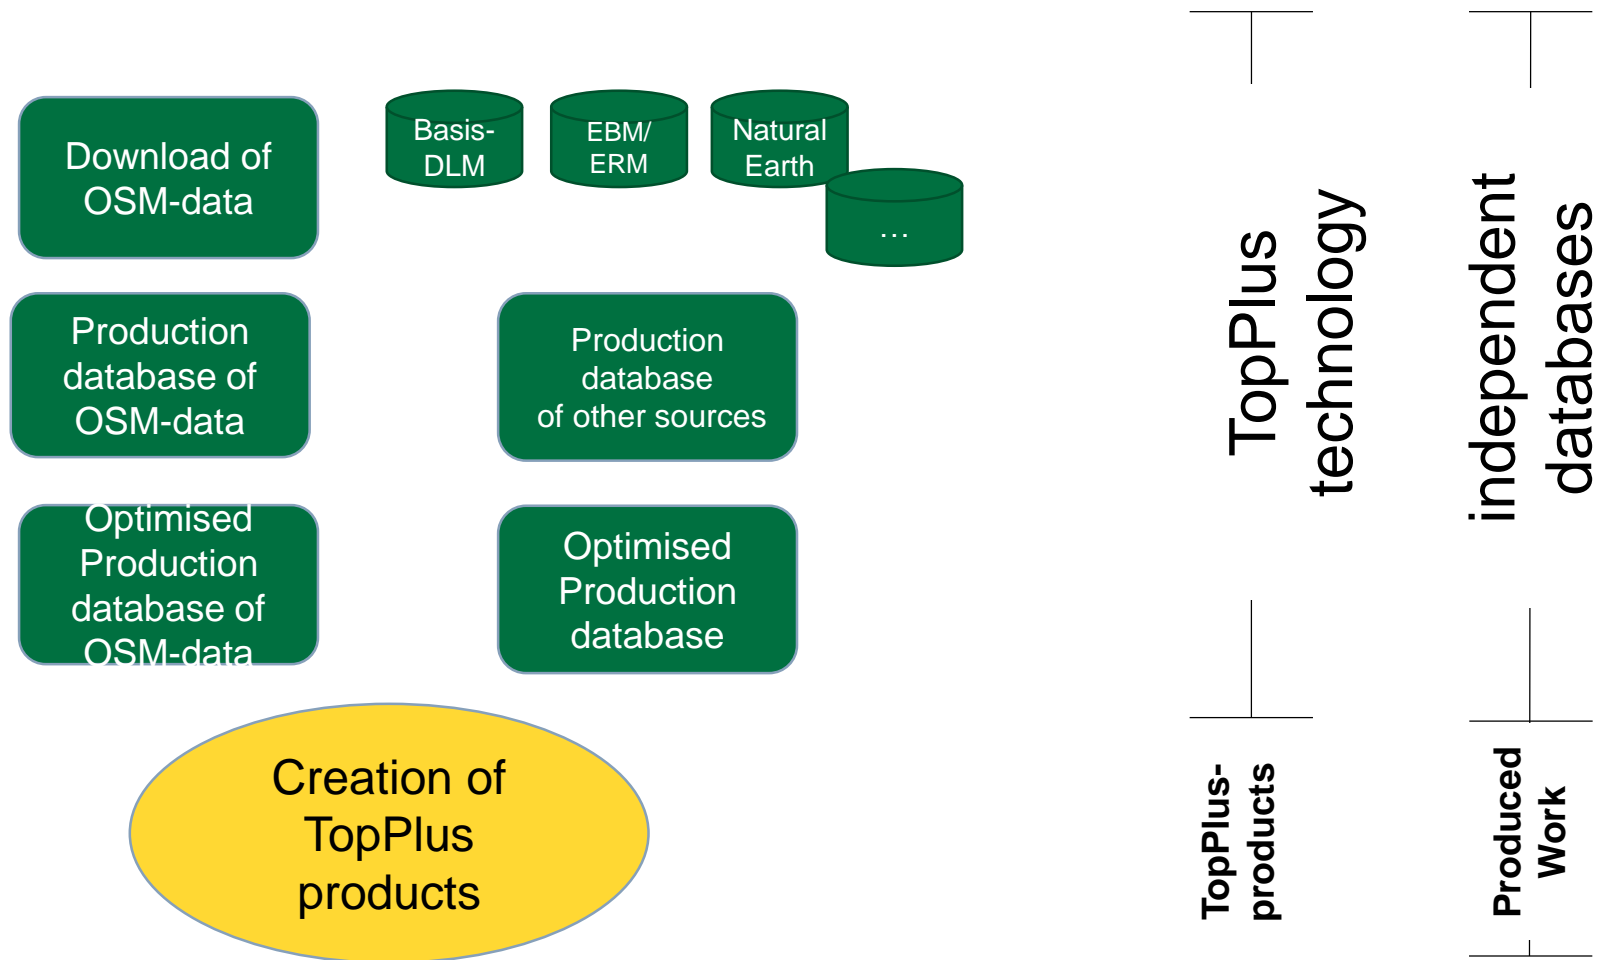 Download of
OSM-data
Basis-
DLM
EBM/
ERM
Natural
Earth
...
Production
database of
OSM-data
Production
database
of other sources
Optimised
Production
database of
OSM-data
Optimised
Production
database
Creation of
TopPlus
products
TopPlus
technology
independent
databases
TopPlus-
products
Produced
Work